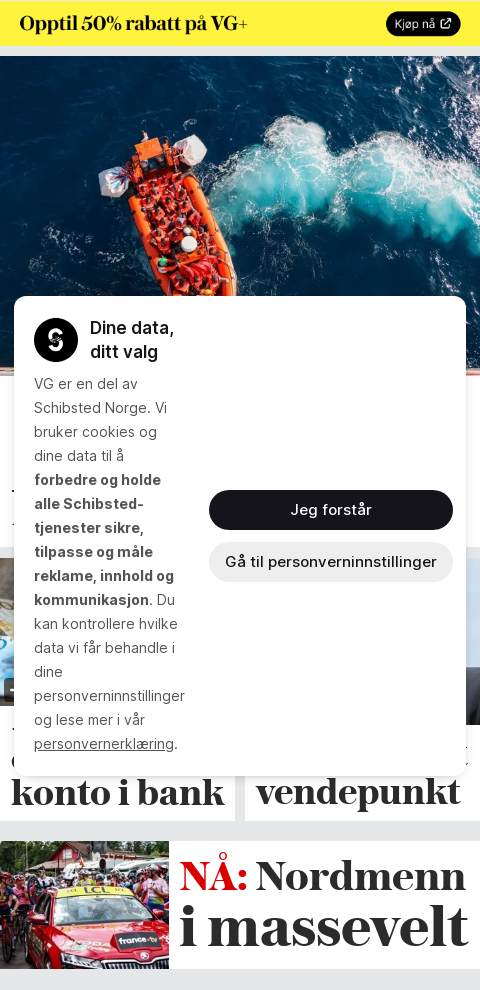 Opptil 50% rabatt på VG+
Kjøp nå
Dine data,
ditt valg
VG er en del av
Schibsted Norge. Vi
bruker cookies og
dine data til å
forbedre og holde
alle Schibsted-
tjenester sikre,
tilpasse og måle
reklame, innhold og
kommunikasjon. Du
kan kontrollere hvilke
data vi får behandle i
dine
personverninnstillinger
og lese mer i vår
personvernerklæring.
Jeg forstår
Gå til personverninnstillinger
konto i bank
vendepunkt
LCL
france•tv
NÅ: Nordmenn
i massevelt